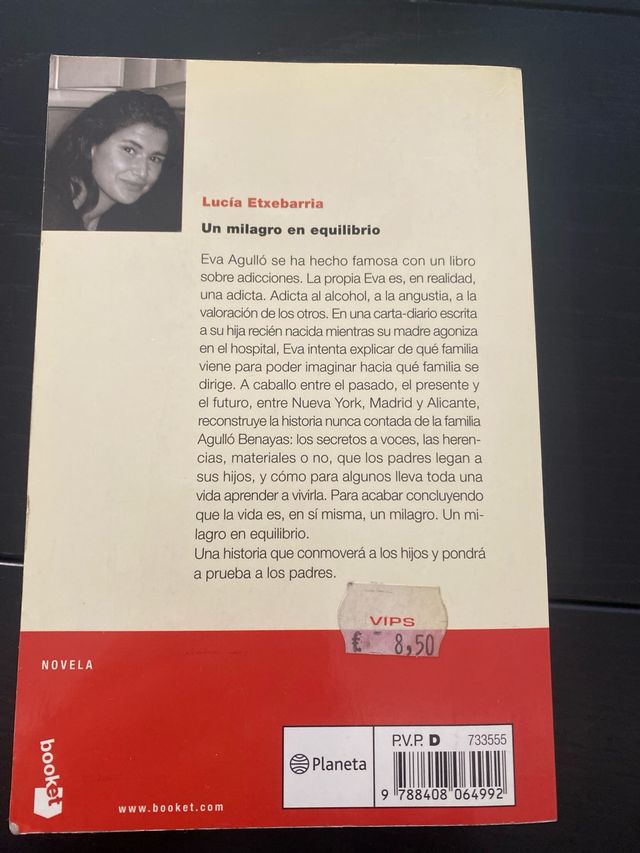 Lucía Etxebarria
Un milagro en equilibrio
Eva Agulló se ha hecho famosa con un libro
sobre adicciones. La propia Eva es, en realidad,
una adicta. Adicta al alcohol, a la angustia, a la
valoración de los otros. En una carta-diario escrita
a su hija recién nacida mientras su madre agoniza
en el hospital, Eva intenta explicar de qué familia
viene para poder imaginar hacia qué familia se
dirige. A caballo entre el pasado, el presente y
el futuro, entre Nueva York, Madrid y Alicante,
reconstruye la historia nunca contada de la familia
Agulló Benayas: los secretos a voces, las heren-
cias, materiales o no, que los padres legan a
sus hijos, y cómo para algunos lleva toda una
vida aprender a vivirla. Para acabar concluyendo
que la vida es, en sí misma, un milagro. Un mi-
lagro en equilibrio.
Una historia que conmoverá a los hijos y pondrá
a prueba a los padres.
VIPS
€ 8,50
NOVELA
booket
www.booket.com
Planeta
P.V.P. D 733555
9 788408 064992